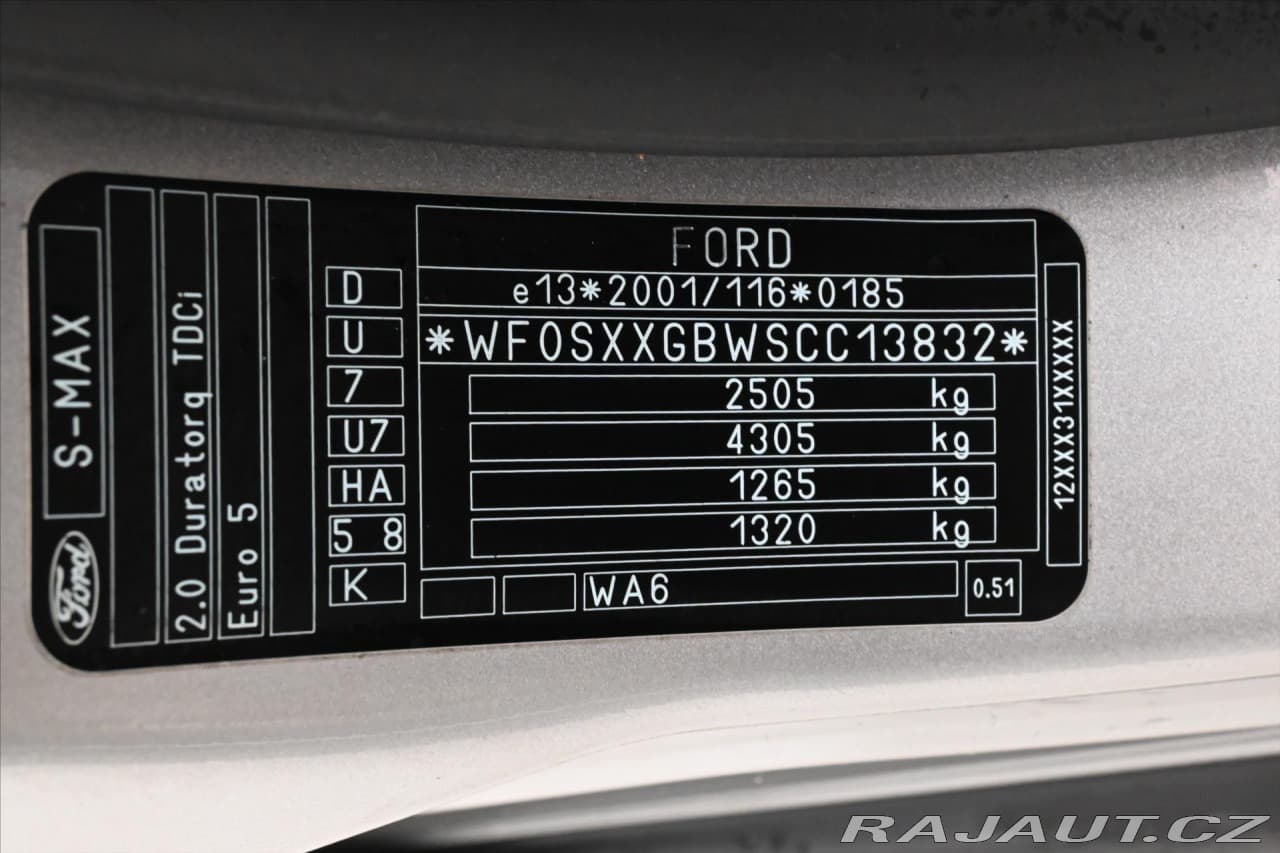 S-MAX
Ford
2.0 Duratorq TDCi
Euro 5
D
U
7
U7
HA
5 8
K
FORD
e13*2001/116*0185
*WF0SXXGBWSCC13832*
2505 kg
4305 kg
1265 kg
1320 kg
WA6
0.51
12XXX31XXXXX
RAJAUT.CZ